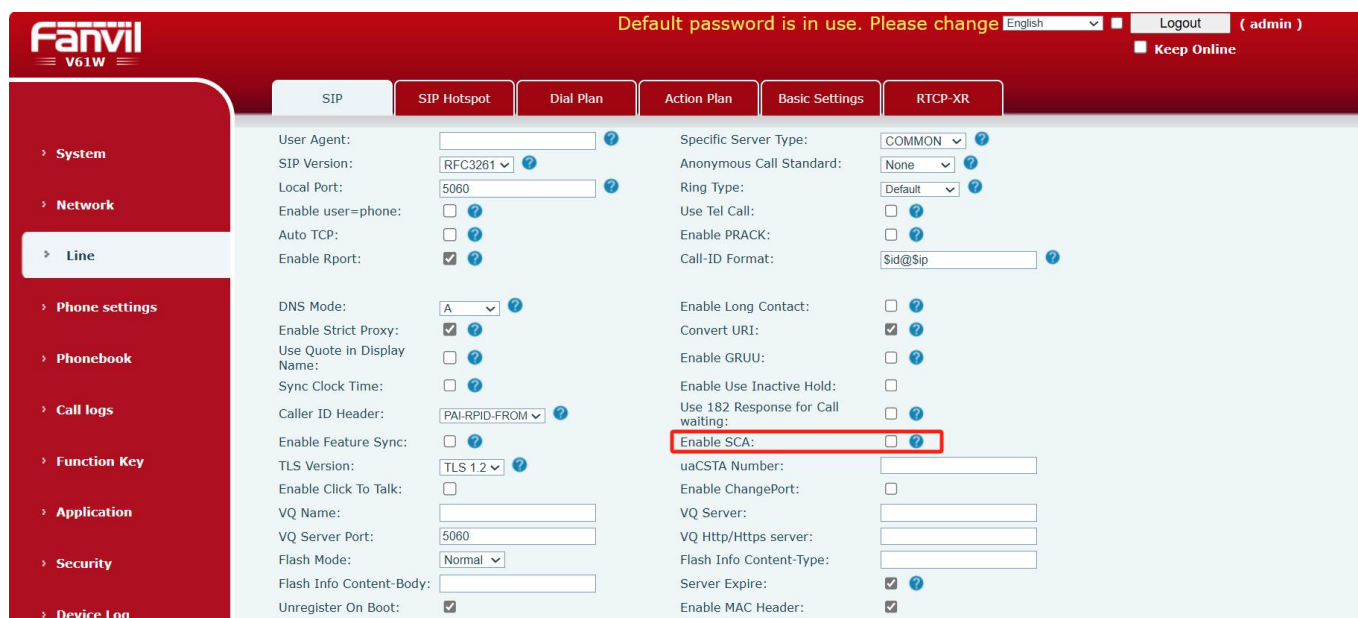 Default password is in use. Please change English Logout ( admin )
Fanvil
V61W
Keep Online
SIP SIP Hotspot Dial Plan Action Plan Basic Settings RTCP-XR
› System
› Network
› Line
› Phone settings
› Phonebook
› Call logs
› Function Key
› Application
› Security
› Device Log
User Agent: ? Specific Server Type: COMMON ?
SIP Version: RFC3261 ? Anonymous Call Standard: None ?
Local Port: 5060 ? Ring Type: Default ?
Enable user=phone: ? Use Tel Call: ?
Auto TCP: ? Enable PRACK: ?
Enable Rport: ? Call-ID Format: $id@$ip ?
DNS Mode: A ? Enable Long Contact: ?
Enable Strict Proxy: ? Convert URI: ?
Use Quote in Display
Name: ? Enable GRUU: ?
Sync Clock Time: ? Enable Use Inactive Hold:
Caller ID Header: PAI-RPID-FROM ? Use 182 Response for Call
waiting: ?
Enable Feature Sync: ? Enable SCA: ?
TLS Version: TLS 1.2 ? uaCSTA Number:
Enable Click To Talk: Enable ChangePort:
VQ Name: VQ Server:
VQ Server Port: 5060 VQ Http/Https server:
Flash Mode: Normal Flash Info Content-Type:
Flash Info Content-Body: Server Expire: ?
Unregister On Boot: Enable MAC Header: